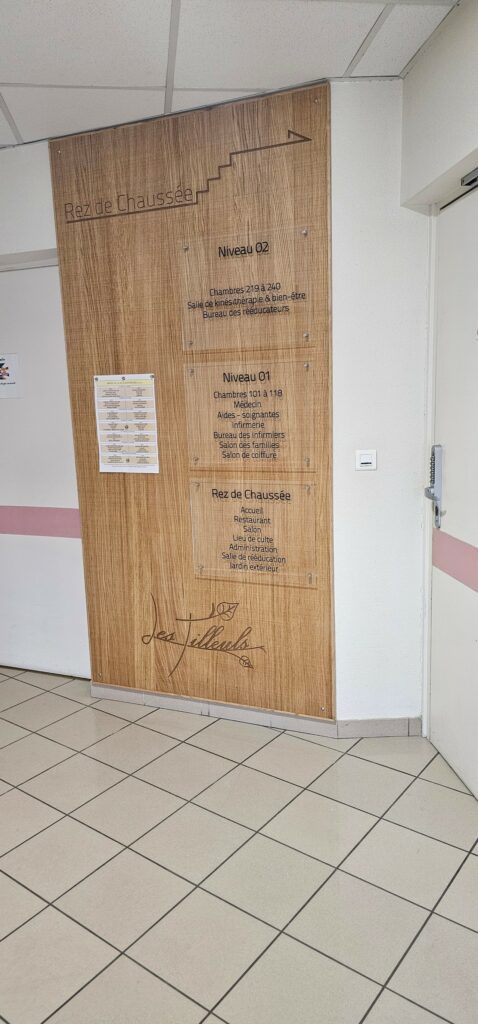 Rez de Chaussée
Niveau 02
Chambres 219 à 240
Salle de kinésithérapie & bien-être
Bureau des rééducateurs
Niveau 01
Chambres 101 à 118
Médecin
Aides - soignantes
Infirmerie
Bureau des infirmiers
Salon des familles
Salon de coiffure
Rez de Chaussée
Accueil
Restaurant
Salon
Lieu de culte
Administration
Salle de rééducation
Jardin extérieur
Les Tilleuls